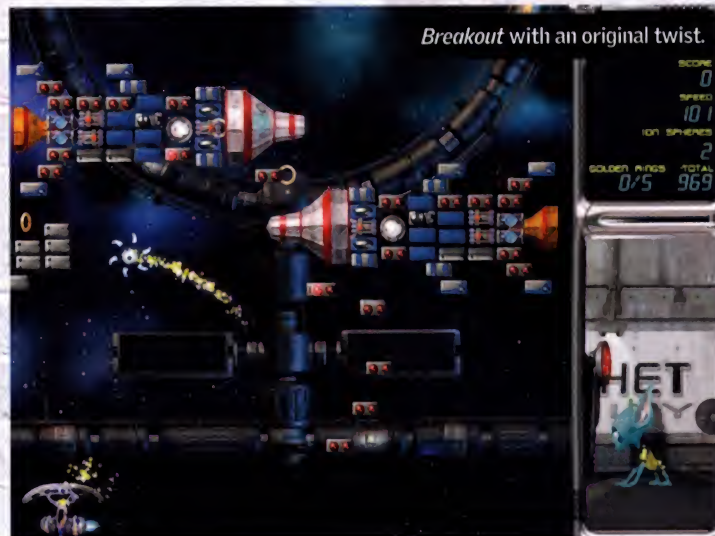 Breakout with an original twist.
SCORE
0
SPEED
101
ION SPHERES
2
GOLDEN RINGS TOTAL
0/5 969
HET